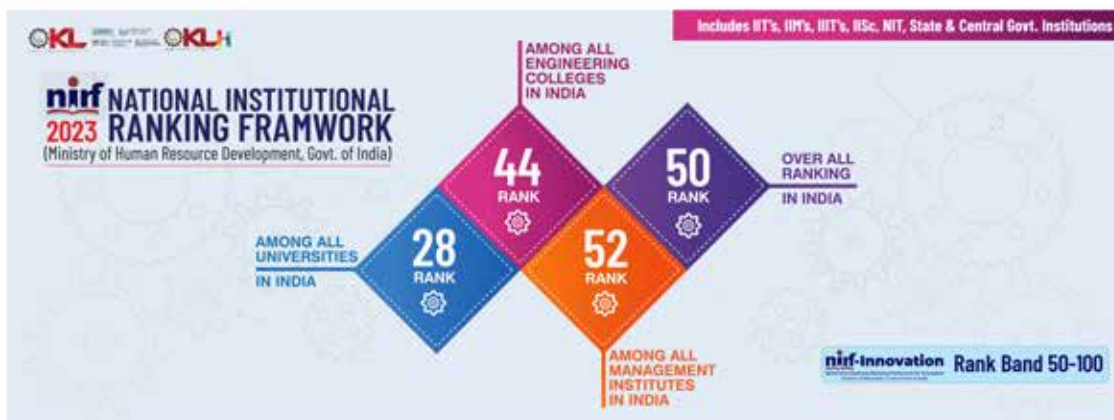 KL
KLH
Includes IIT's, IIM's, IIIT's, IISc, NIT, State & Central Govt. Institutions
nirf NATIONAL INSTITUTIONAL
2023 RANKING FRAMWORK
(Ministry of Human Resource Development, Govt. of India)
AMONG ALL
ENGINEERING
COLLEGES
IN INDIA
44
RANK
50
RANK
OVER ALL
RANKING
IN INDIA
AMONG ALL
UNIVERSITIES
IN INDIA
28
RANK
52
RANK
AMONG ALL
MANAGEMENT
INSTITUTES
IN INDIA
nirf-Innovation Rank Band 50-100